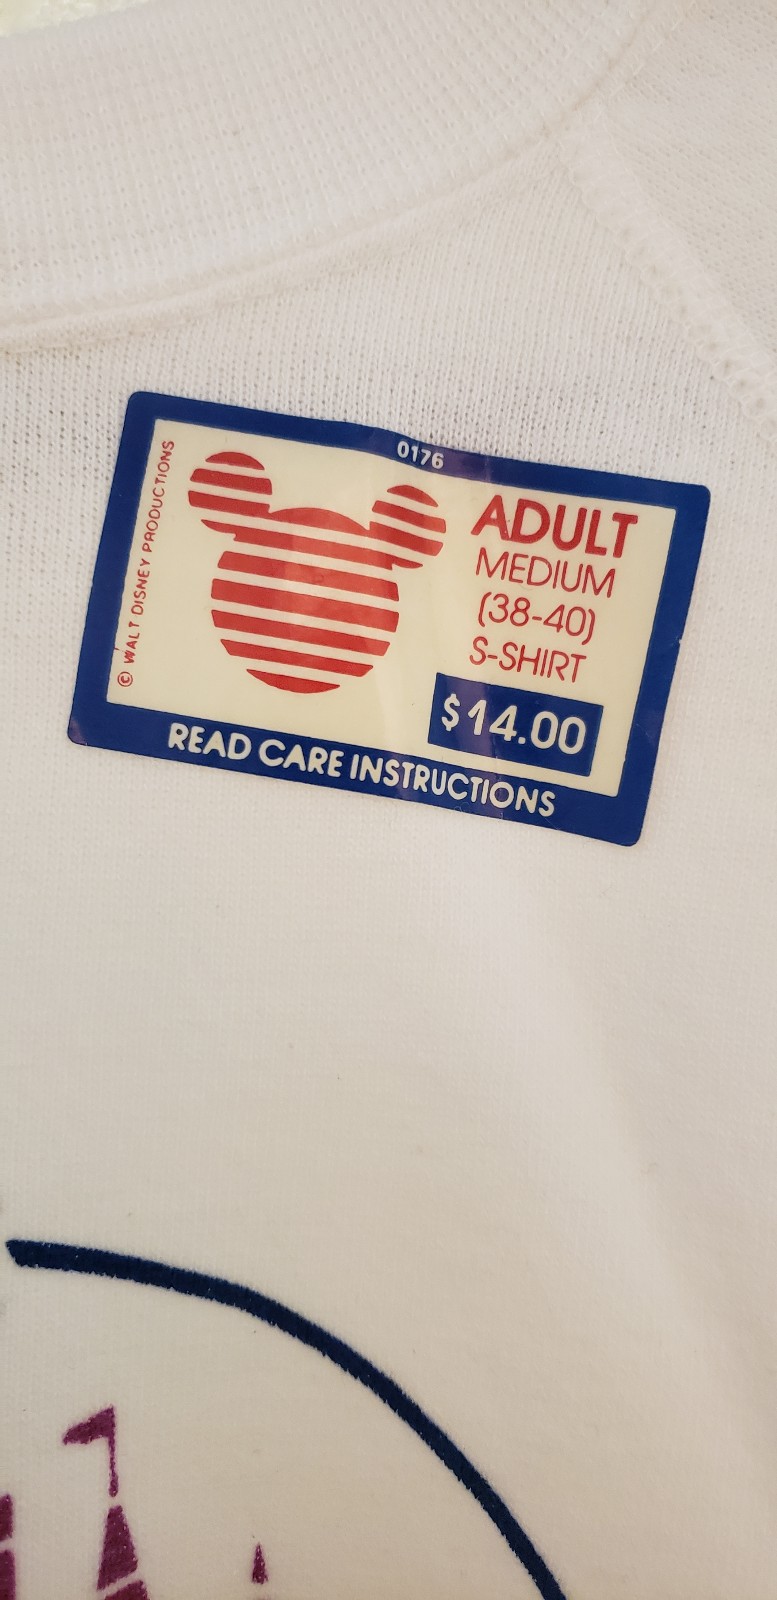 0176
© WALT DISNEY PRODUCTIONS
ADULT
MEDIUM
(38-40)
S-SHIRT
$14.00
READ CARE INSTRUCTIONS